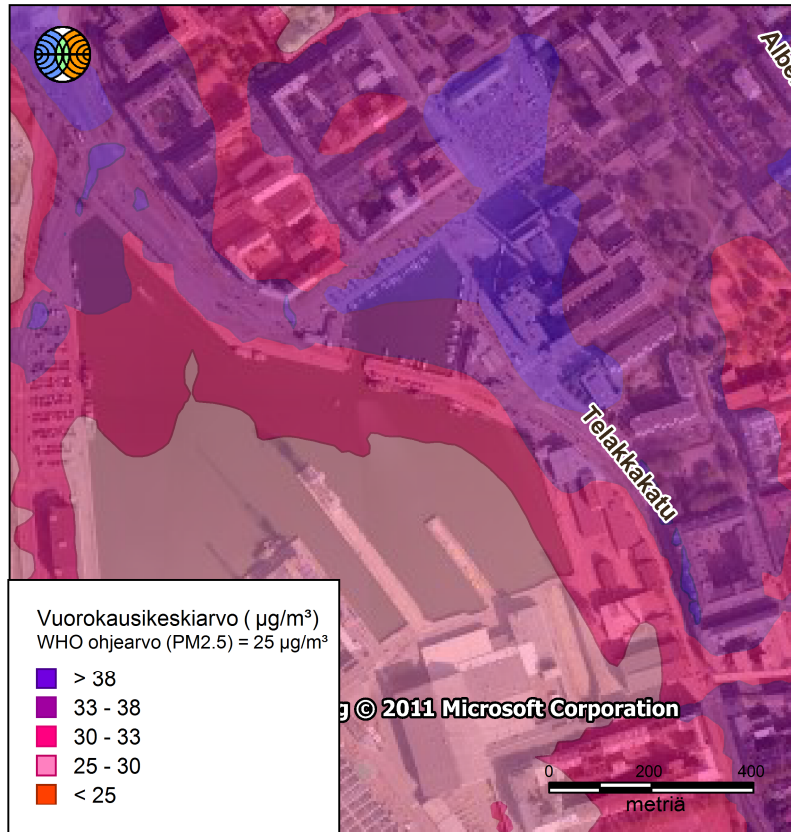 Telakkakatu
Vuorokausikeskiarvo ( µg/m³)
WHO ohjearvo (PM2.5) = 25 µg/m³
> 38
33 - 38
30 - 33
25 - 30
< 25
© 2011 Microsoft Corporation
0 200 400
metriä